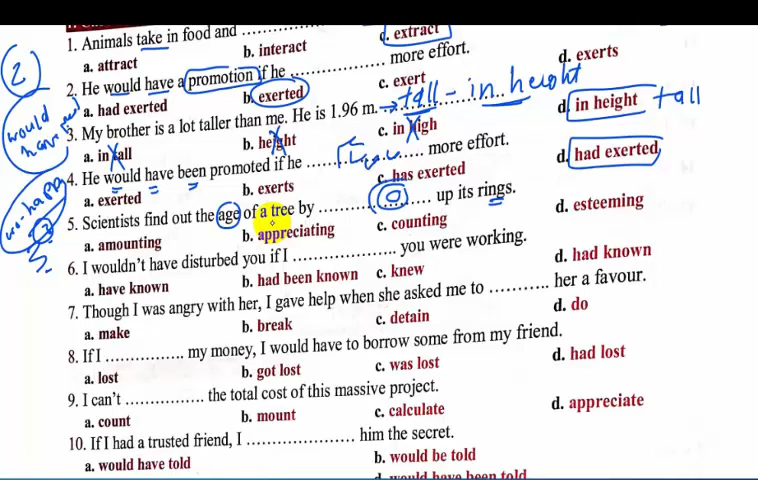 1. Animals take in food and ....................
a. attract b. interact c. extract
2. He would have a promotion if he .................... more effort. d. exerts
a. had exerted b. exerted c. exert
tall - in height
3. My brother is a lot taller than me. He is 1.96 m. ....................
a. in tall b. height c. in high d. in height tall
4. He would have been promoted if he .................... more effort.
a. exerted b. exerts c. has exerted d. had exerted
5. Scientists find out the age of a tree by .................... up its rings.
a. amounting b. appreciating c. counting d. esteeming
6. I wouldn't have disturbed you if I .................... you were working.
a. have known b. had been known c. knew d. had known
7. Though I was angry with her, I gave help when she asked me to .......... her a favour.
a. make b. break c. detain d. do
8. If I ................ my money, I would have to borrow some from my friend.
a. lost b. got lost c. was lost d. had lost
9. I can't ................ the total cost of this massive project.
a. count b. mount c. calculate d. appreciate
10. If I had a trusted friend, I .................... him the secret.
a. would have told b. would be told
d. would have been told
2
would
have